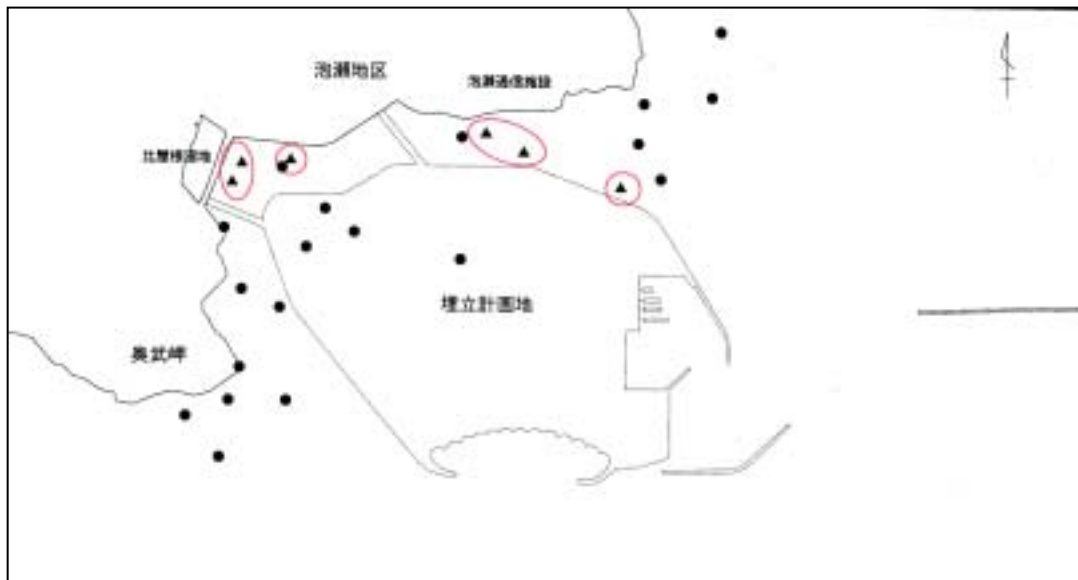 泡瀬地区
泡瀬通信施設
比屋根湿地
埋立計画地
奥武岬